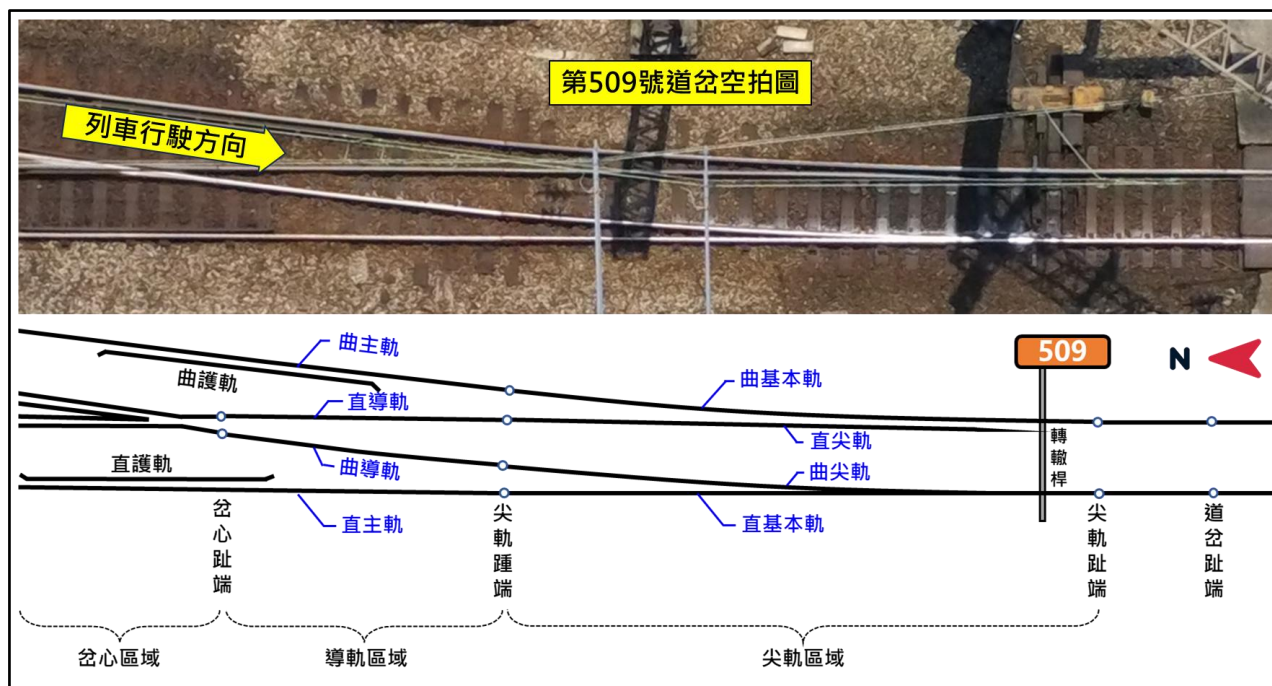 第509號道岔空拍圖
列車行駛方向
509
N
曲主軌
曲護軌
曲基本軌
直導軌
直尖軌
轉轍桿
直護軌
曲導軌
曲尖軌
直主軌
直基本軌
岔心趾端
尖軌踵端
尖軌趾端
道岔趾端
岔心區域
導軌區域
尖軌區域